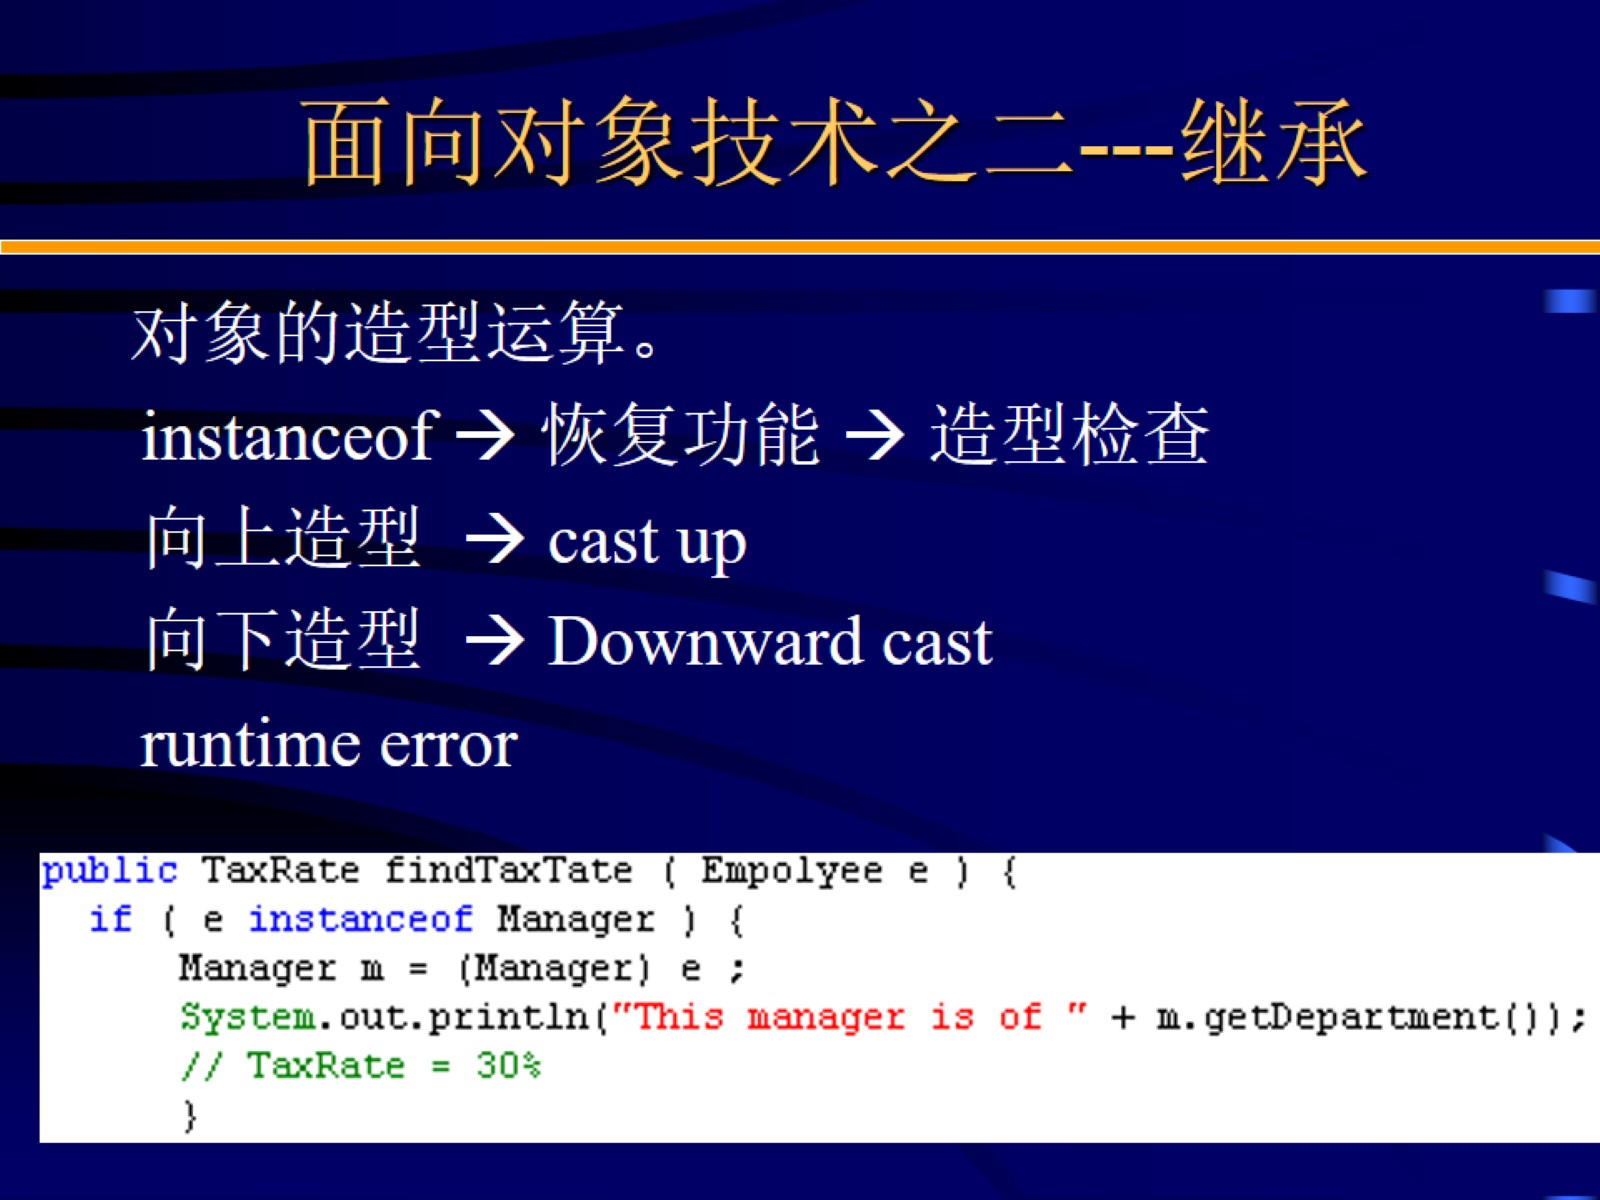 面向对象技术之二---继承
对象的造型运算。
instanceof → 恢复功能 → 造型检查
向上造型 → cast up
向下造型 → Downward cast
runtime error
public TaxRate findTaxTate ( Empolyee e ) {
if ( e instanceof Manager ) {
Manager m = (Manager) e ;
System.out.println("This manager is of " + m.getDepartment());
// TaxRate = 30%
}